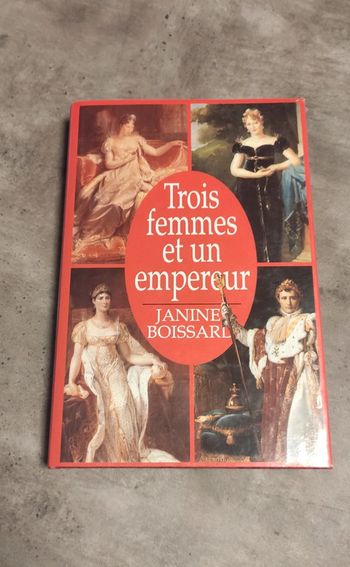 Trois
femmes
et un
empereur
JANINE
BOISSARD